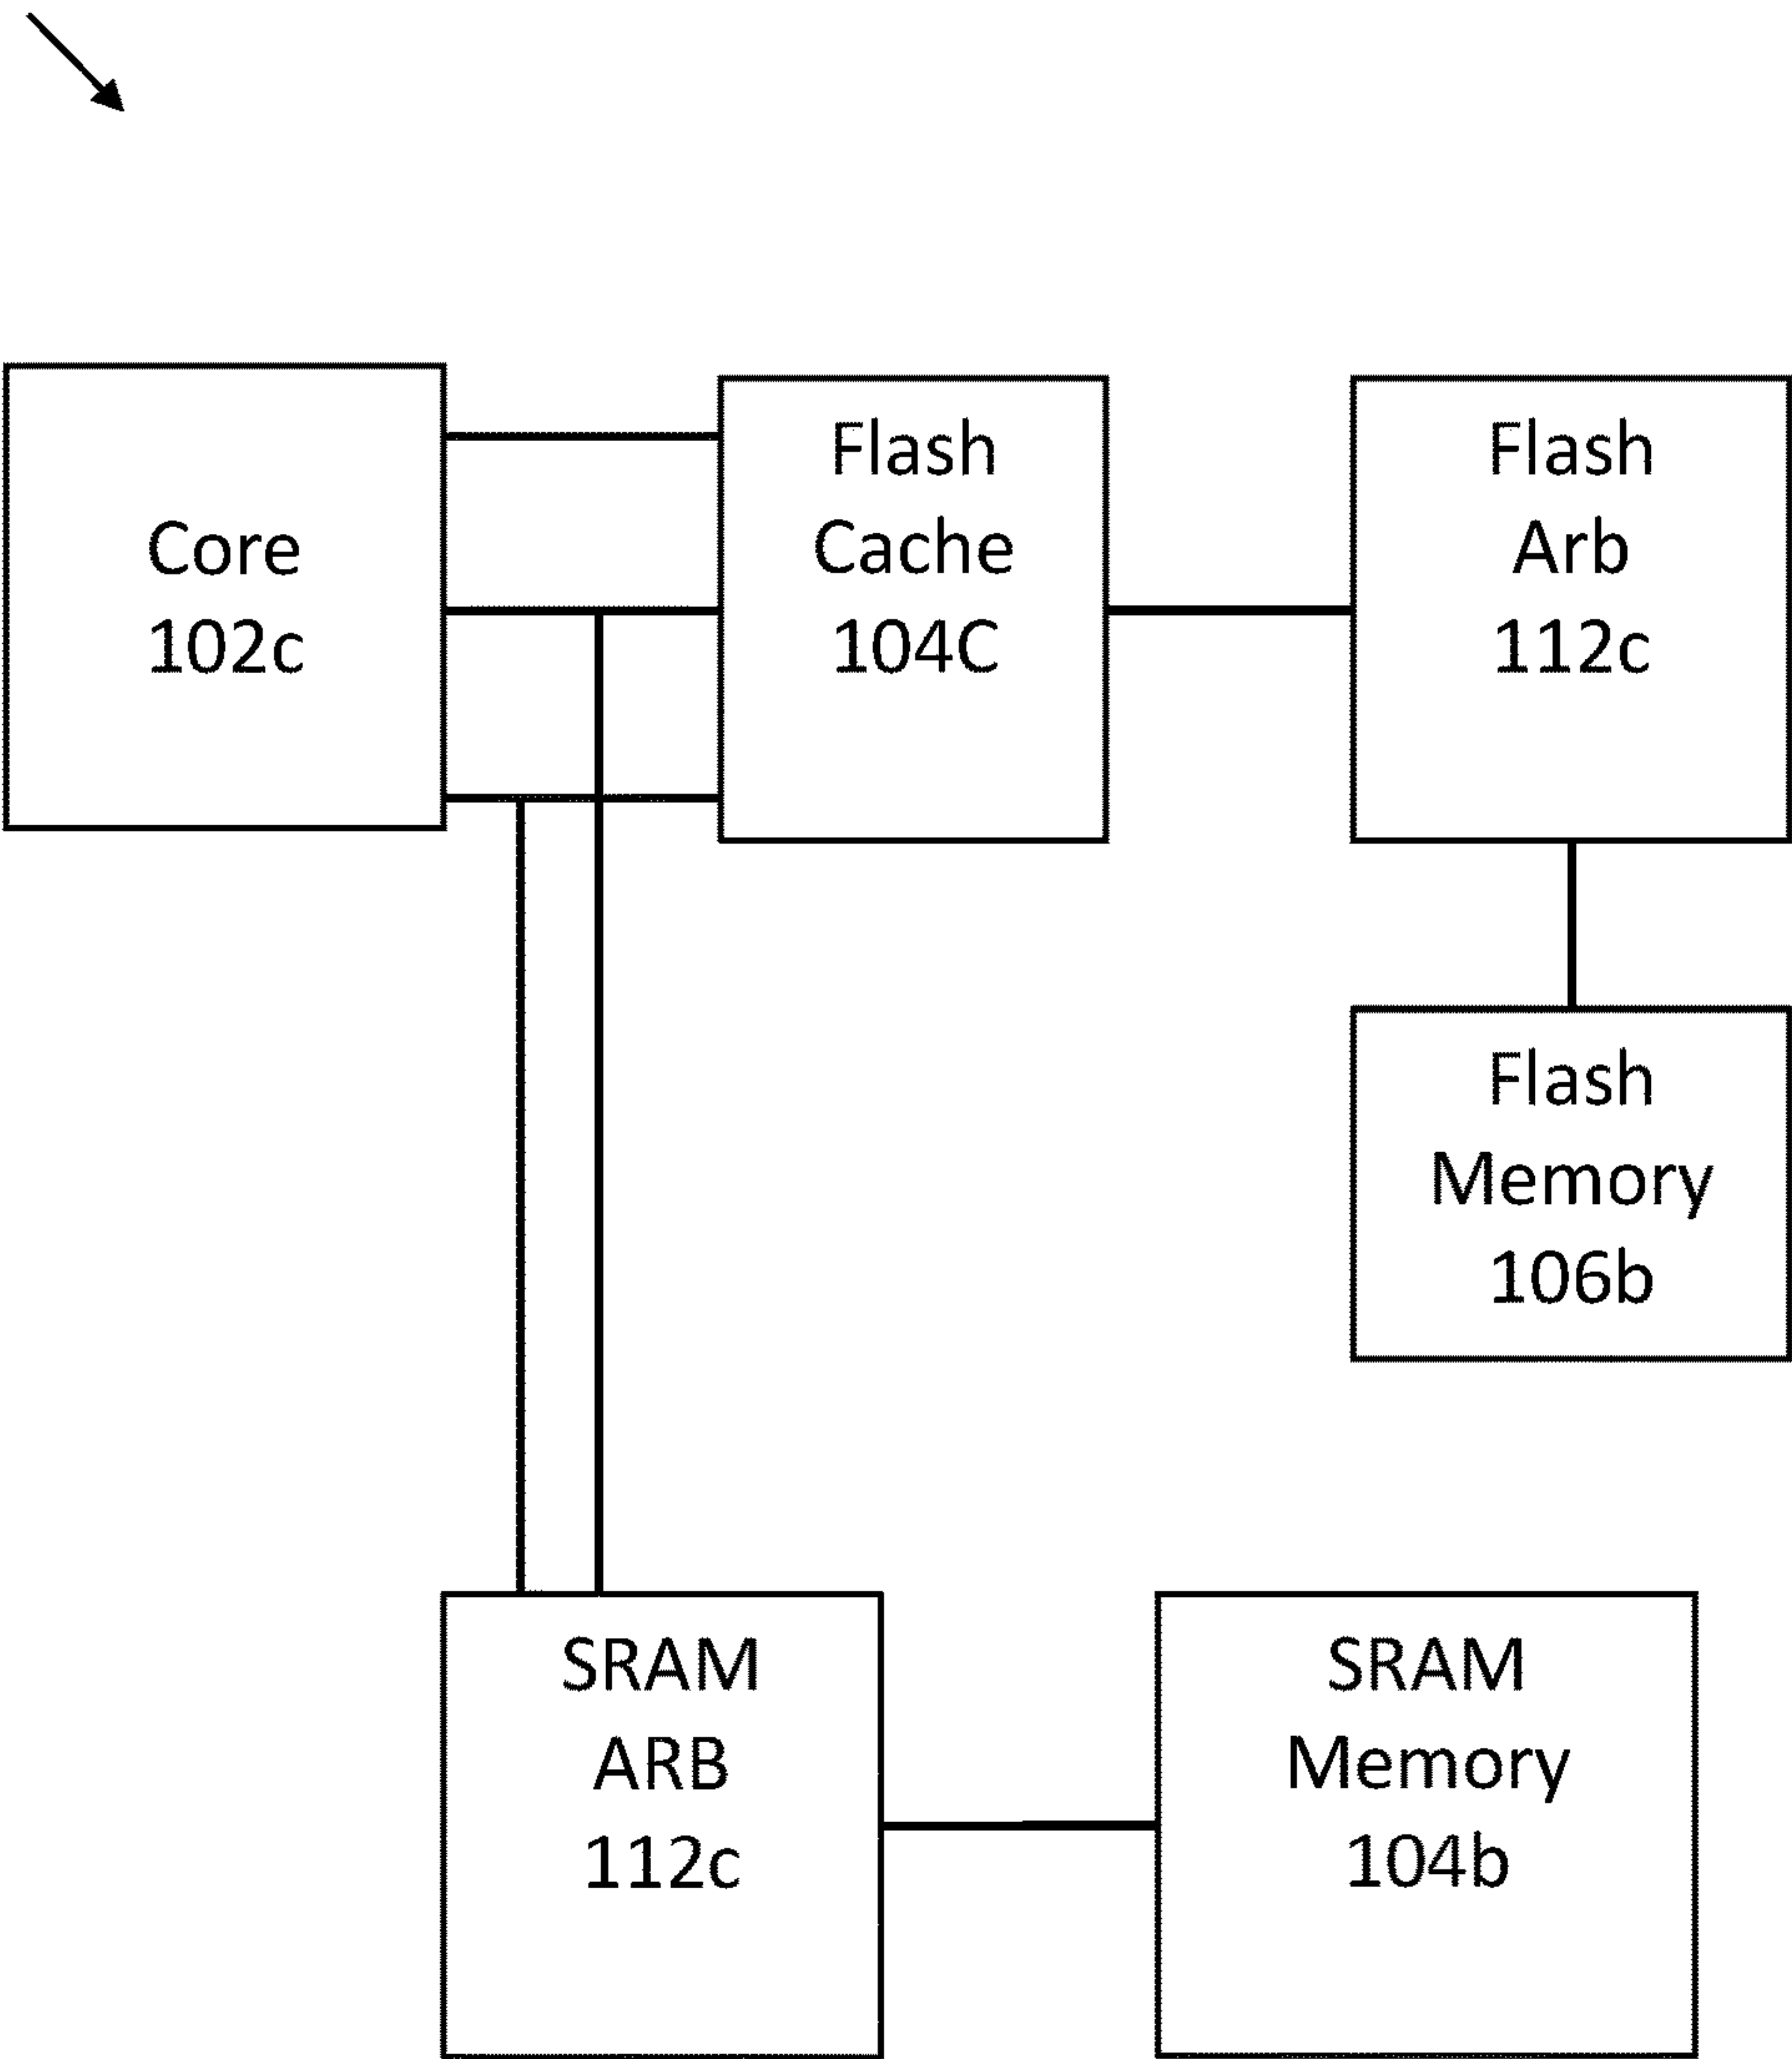 Core
102c
Flash
Cache
104C
Flash
Arb
112c
Flash
Memory
106b
SRAM
ARB
112c
SRAM
Memory
104b